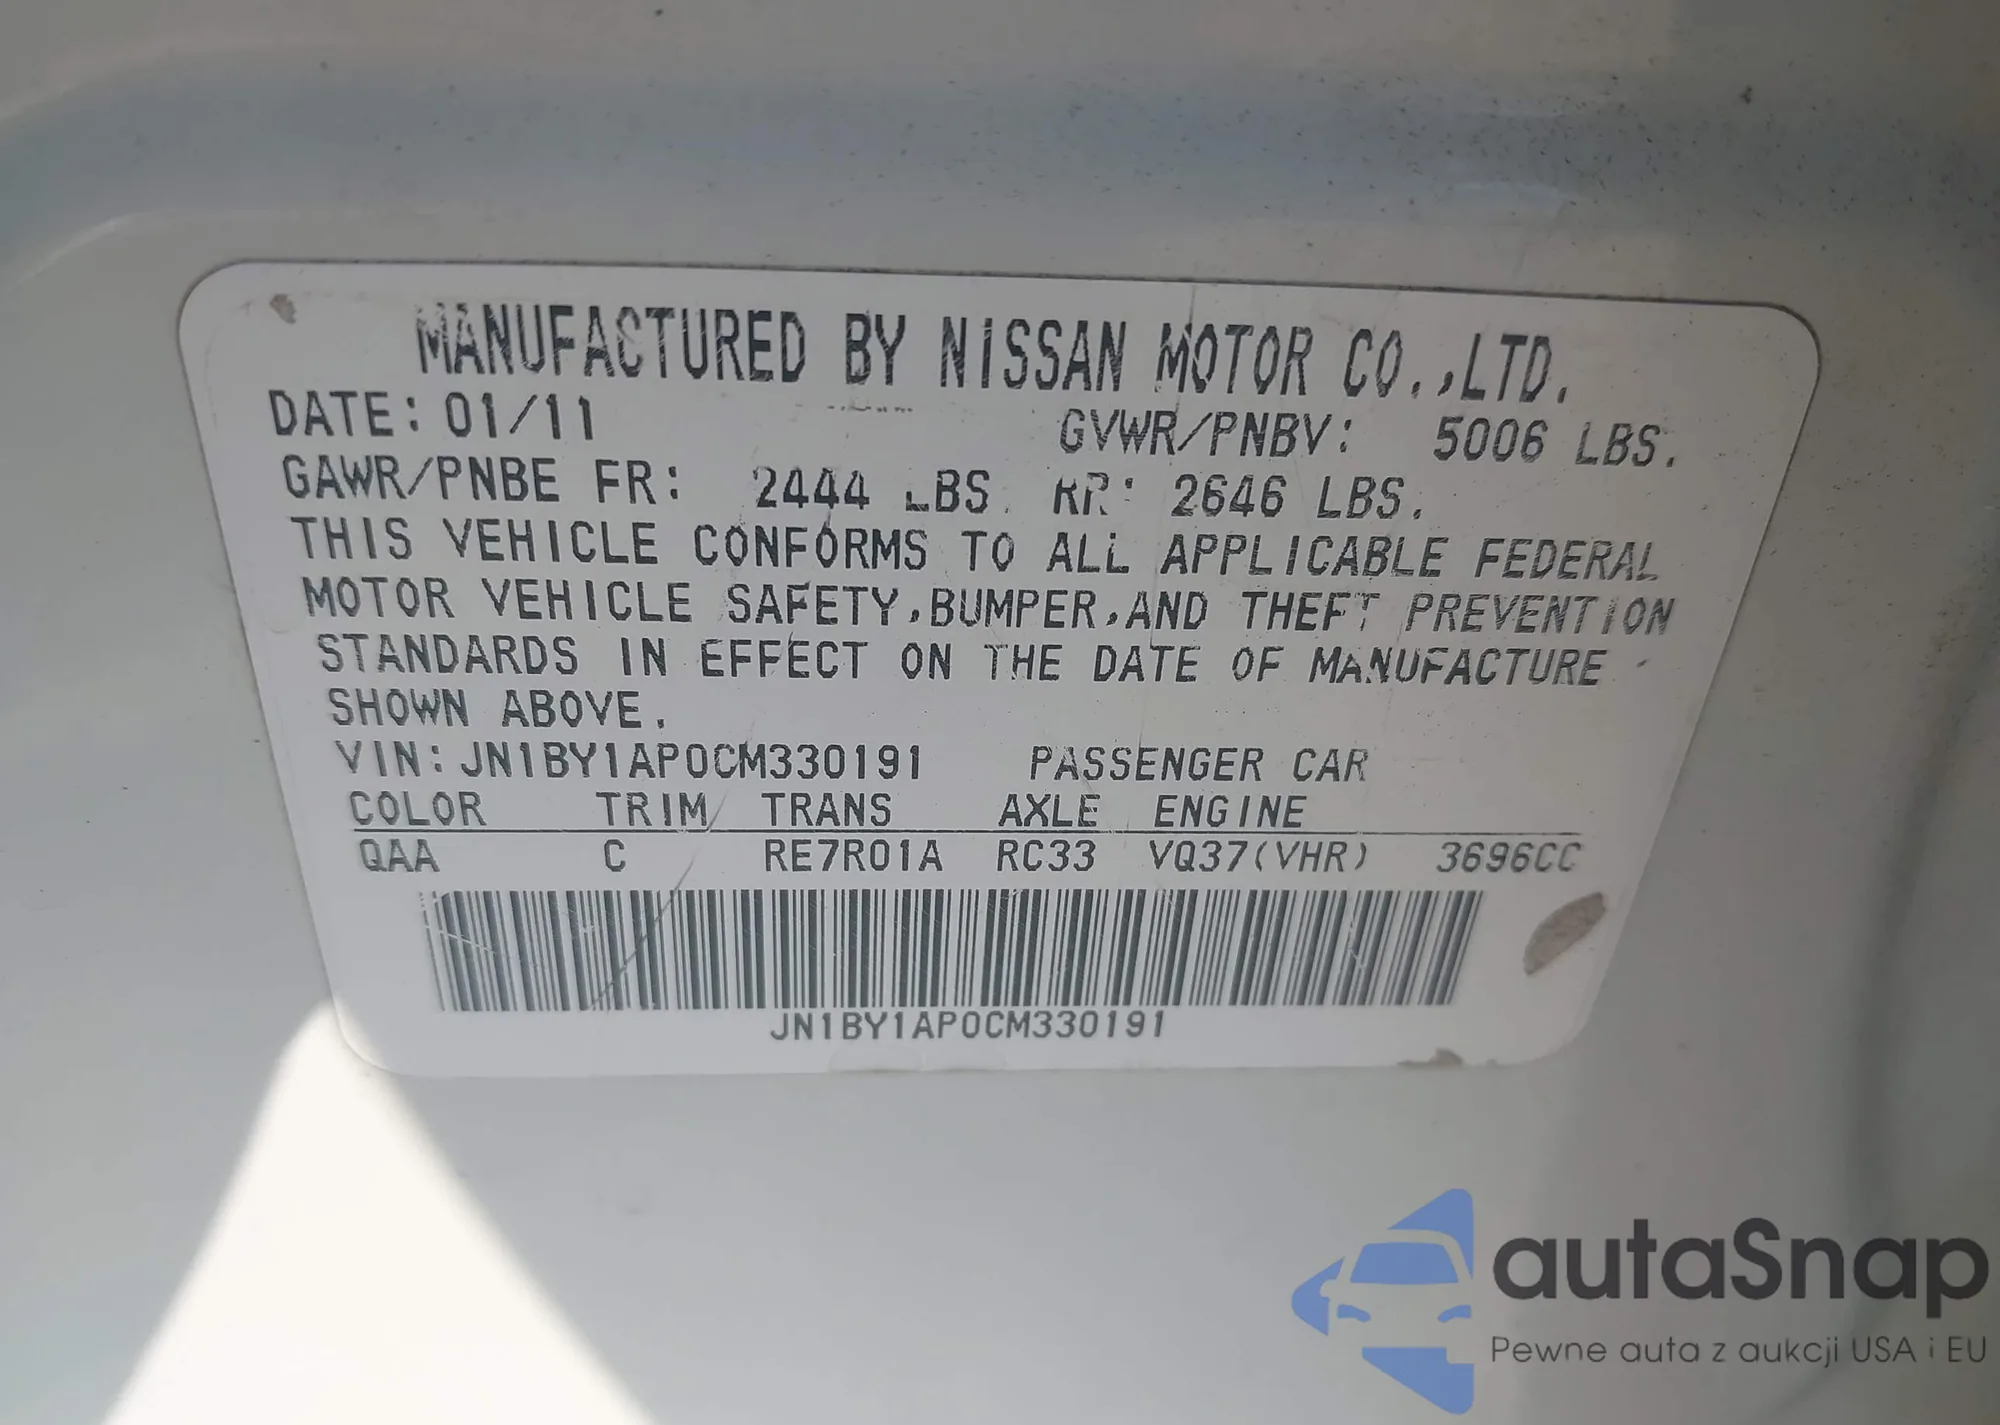 MANUFACTURED BY NISSAN MOTOR CO.,LTD.
DATE: 01/11 GVWR/PNBV: 5006 LBS.
GAWR/PNBE FR: 2444 LBS. RR: 2646 LBS.
THIS VEHICLE CONFORMS TO ALL APPLICABLE FEDERAL
MOTOR VEHICLE SAFETY,BUMPER,AND THEFT PREVENTION
STANDARDS IN EFFECT ON THE DATE OF MANUFACTURE
SHOWN ABOVE.
VIN:JN1BY1AP0CM330191 PASSENGER CAR
COLOR TRIM TRANS AXLE ENGINE
QAA C RE7R01A RC33 VQ37(VHR) 3696CC
JN1BY1AP0CM330191
autaSnap
Pewne auta z aukcji USA i EU